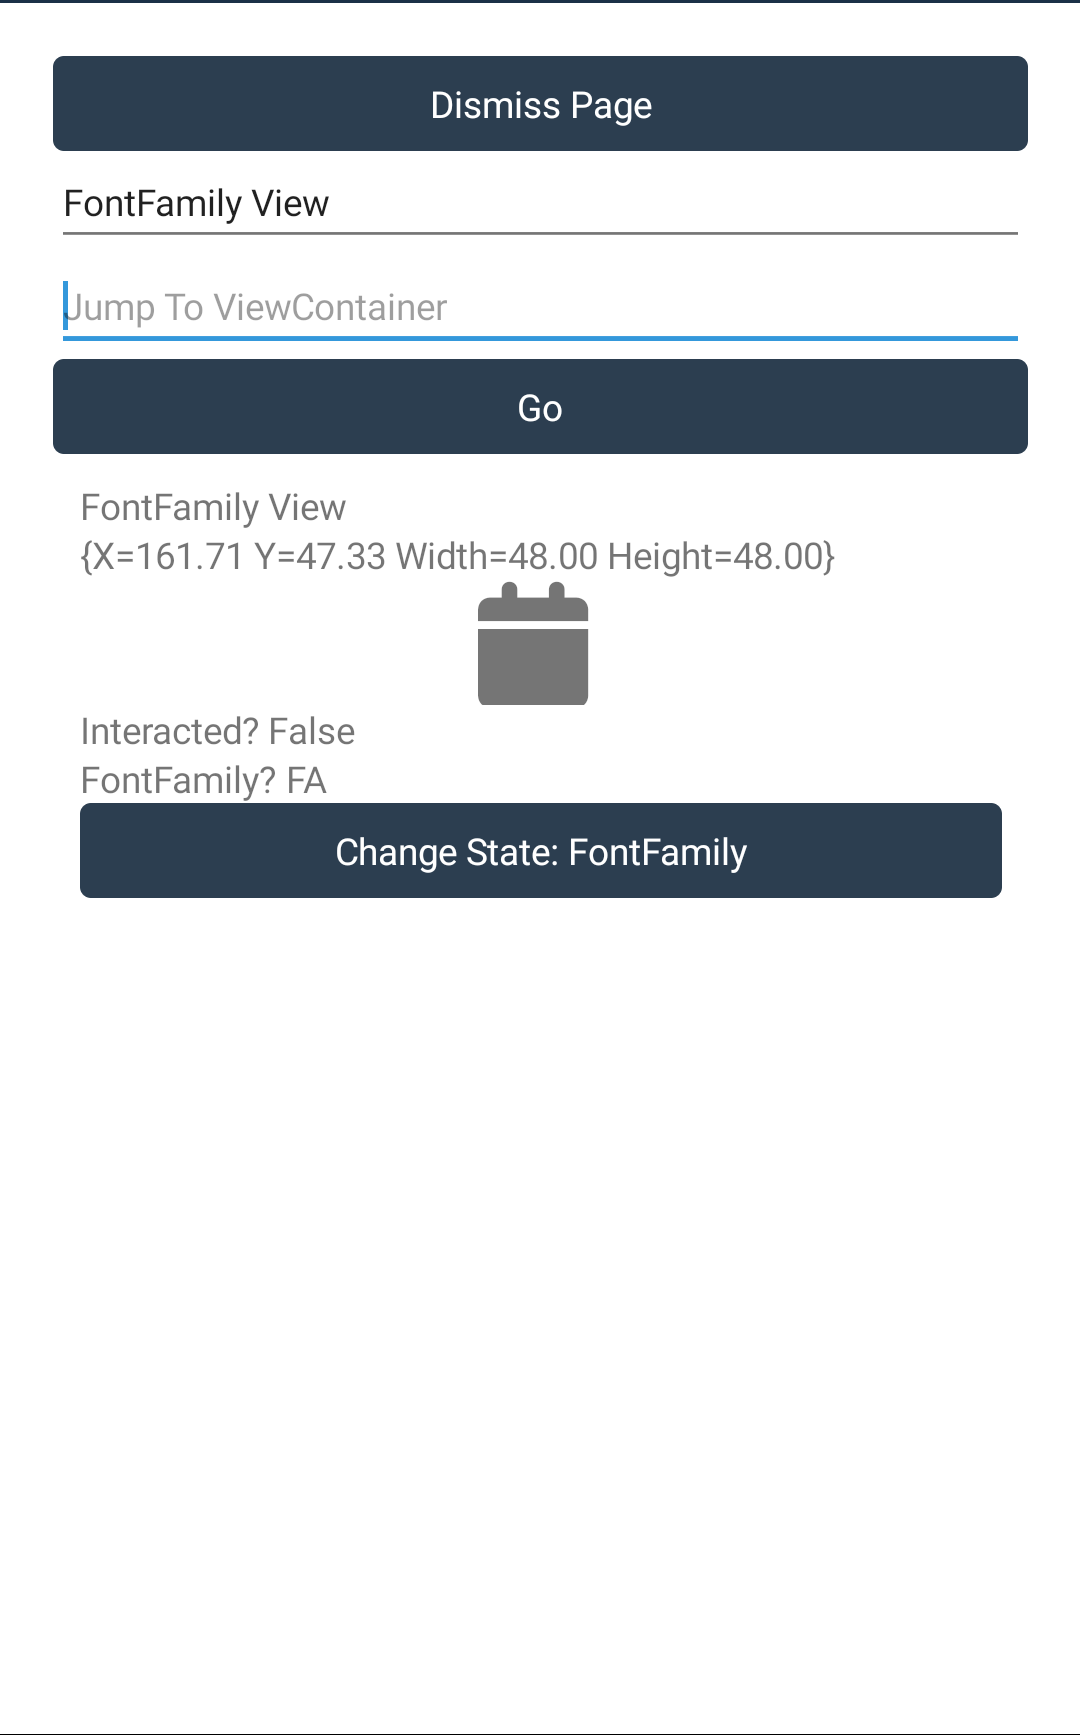 Dismiss Page
FontFamily View
Jump To ViewContainer
Go
FontFamily View
{X=161.71 Y=47.33 Width=48.00 Height=48.00}
Interacted? False
FontFamily? FA
Change State: FontFamily